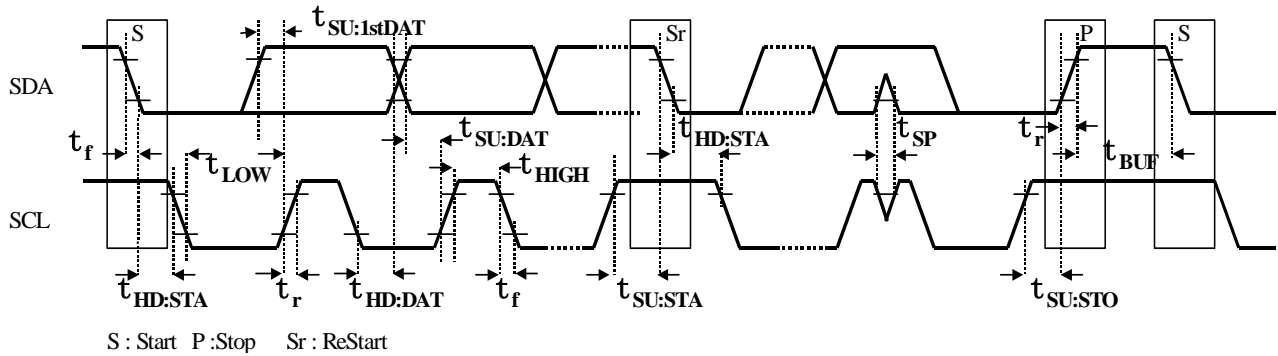 S t SU:1stDAT Sr P S
SDA
t f t LOW t SU:DAT t HIGH t HD:STA t SP t r t BUF
SCL
t HD:STA t r t HD:DAT t f t SU:STA t SU:STO
S : Start P :Stop Sr : ReStart